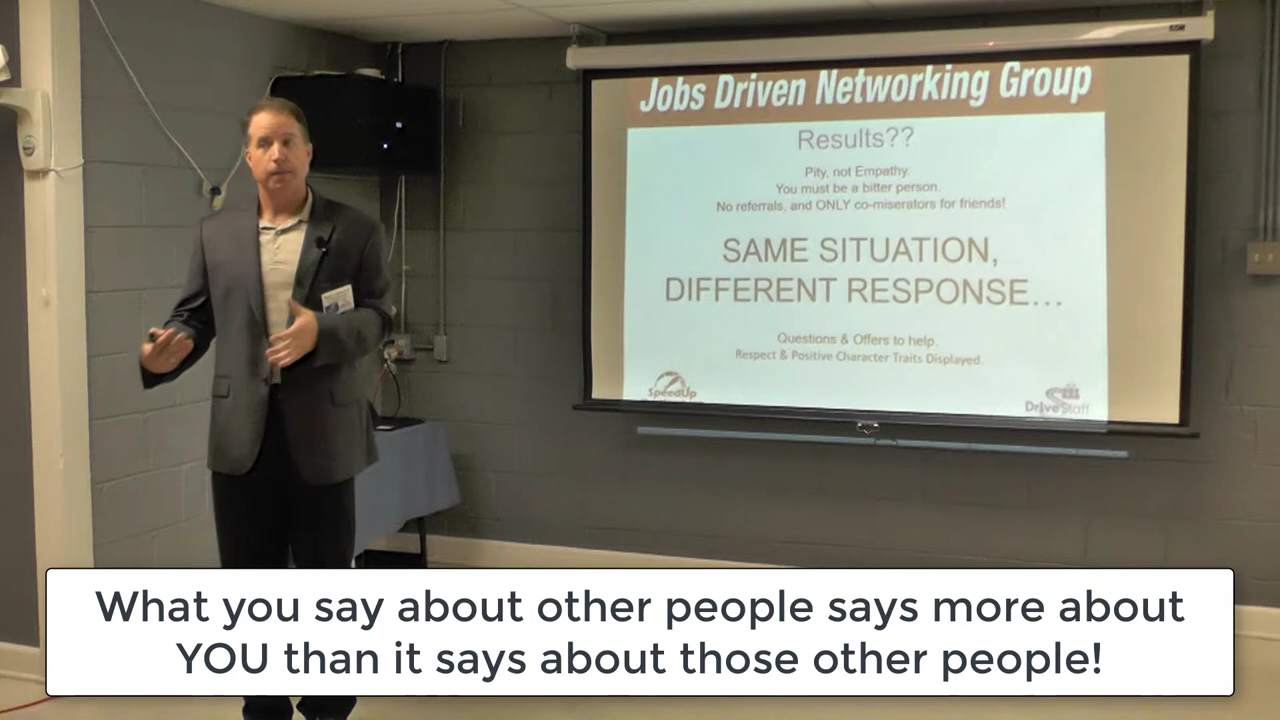 Jobs Driven Networking Group
Results??
Pity, not Empathy.
You must be a bitter person.
No referrals, and ONLY co-miserators for friends!
SAME SITUATION,
DIFFERENT RESPONSE...
Questions & Offers to help.
Respect & Positive Character Traits Displayed.
SpeedUp
DriveStaff
What you say about other people says more about
YOU than it says about those other people!